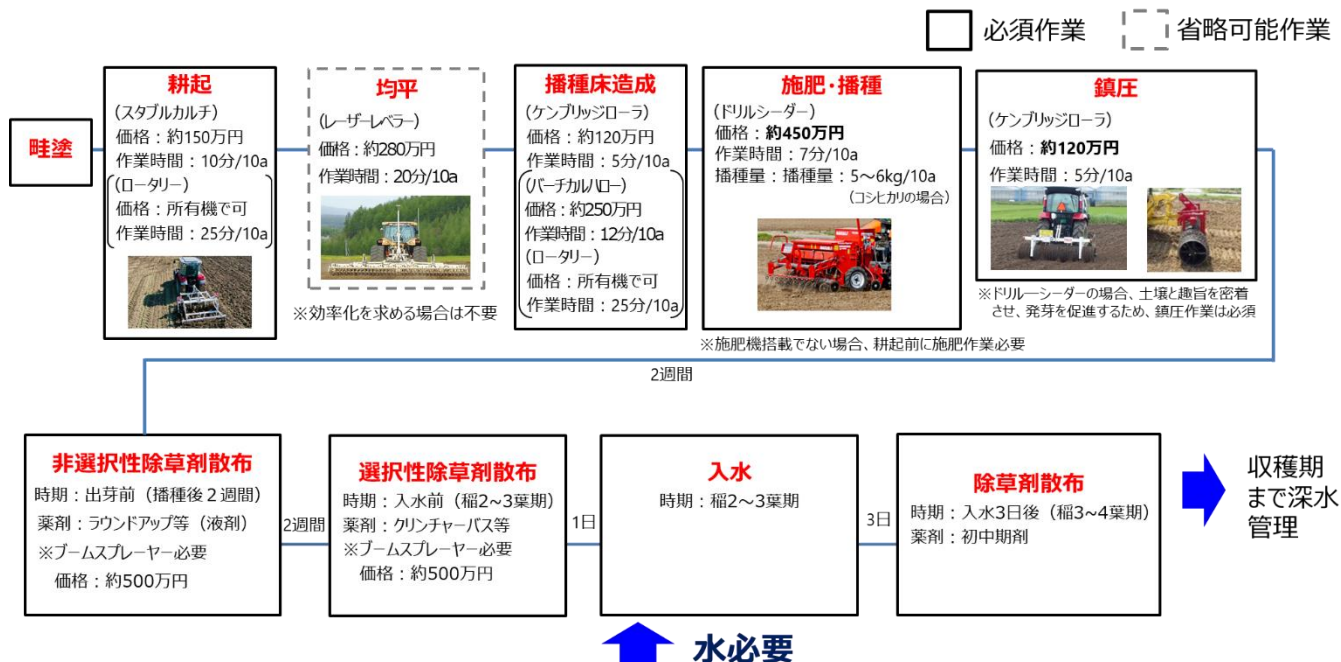 必須作業
省略可能作業
畦塗
耕起
(スタブルカルチ)
価格：約150万円
作業時間：10分/10a
(ロータリー)
価格：所有機で可
作業時間：25分/10a
均平
(レーザーレベラー)
価格：約280万円
作業時間：20分/10a
※効率化を求める場合は不要
播種床造成
(ケンブリッジローラ)
価格：約120万円
作業時間：5分/10a
(バーチカルハロー)
価格：約250万円
作業時間：12分/10a
(ロータリー)
価格：所有機で可
作業時間：25分/10a
施肥・播種
(ドリルシーダー)
価格：約450万円
作業時間：7分/10a
播種量：播種量：5～6kg/10a
(コシヒカリの場合)
※施肥機搭載でない場合、耕起前に施肥作業必要
鎮圧
(ケンブリッジローラ)
価格：約120万円
作業時間：5分/10a
※ドリルーシーダーの場合、土壌と趣旨を密着
させ、発芽を促進するため、鎮圧作業は必須
2週間
非選択性除草剤散布
時期：出芽前（播種後２週間）
薬剤：ラウンドアップ等（液剤）
※ブームスプレーヤー必要
価格：約500万円
2週間
選択性除草剤散布
時期：入水前（稲2~3葉期）
薬剤：クリンチャーバス等
※ブームスプレーヤー必要
価格：約500万円
1日
入水
時期：稲2～3葉期
3日
除草剤散布
時期：入水3日後（稲3～4葉期）
薬剤：初中期剤
収穫期
まで深水
管理
水必要